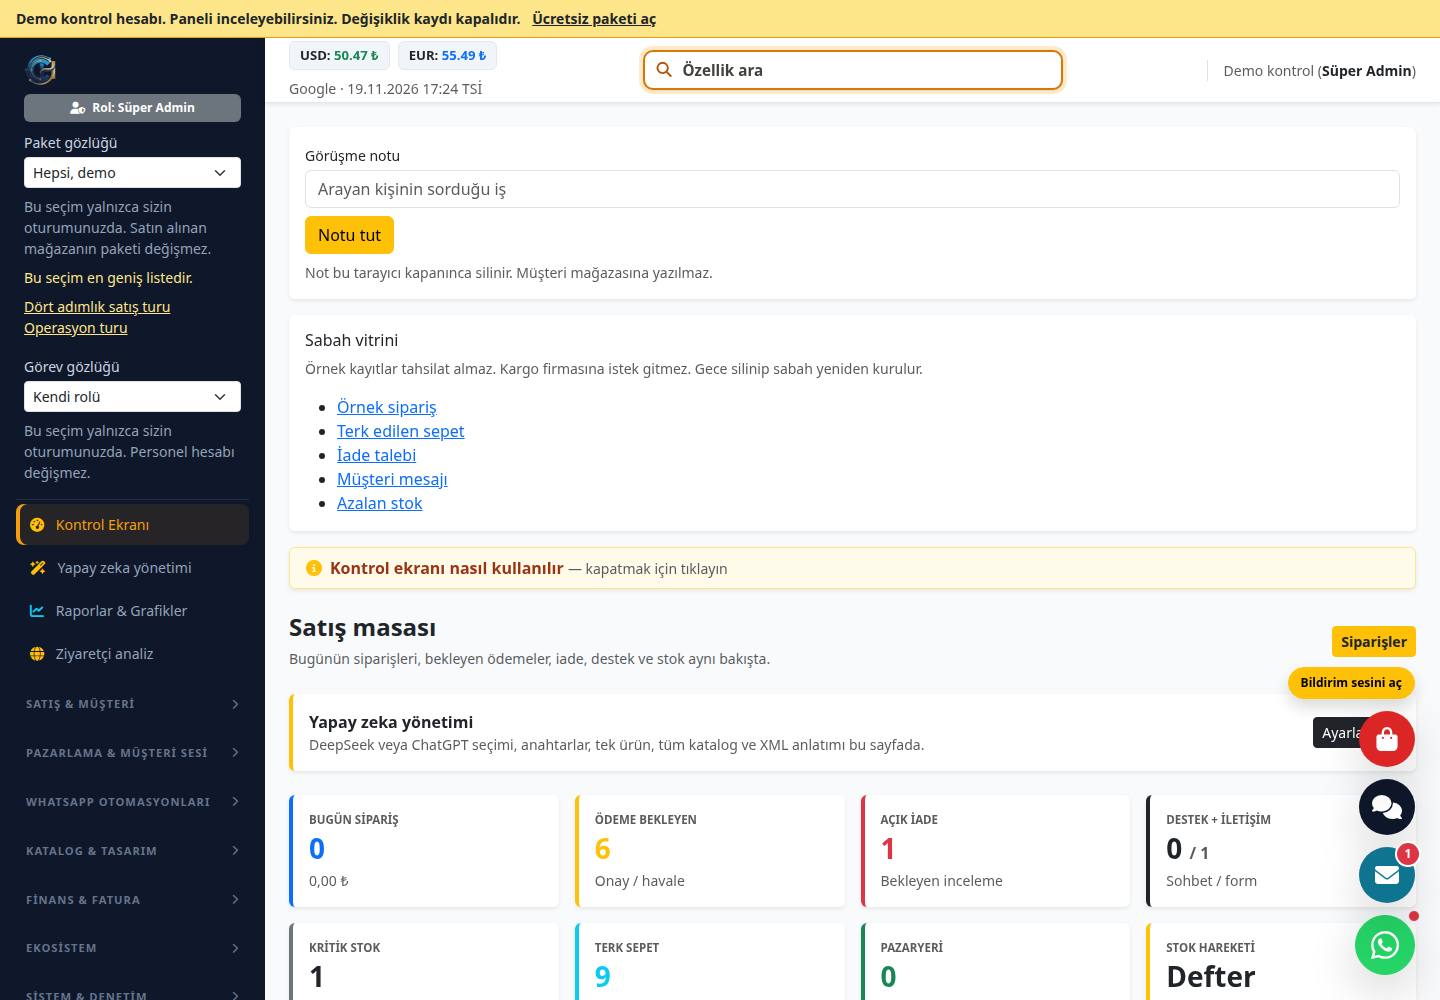 Demo kontrol hesabı. Paneli inceleyebilirsiniz. Değişiklik kaydı kapalıdır. Ücretsiz paketi aç
Rol: Süper Admin
Paket gözlüğü
Hepsi, demo
Bu seçim yalnızca sizin
oturumunuzda. Satın alınan
mağazanın paketi değişmez.
Bu seçim en geniş listedir.
Dört adımlık satış turu
Operasyon turu
Görev gözlüğü
Kendi rolü
Bu seçim yalnızca sizin
oturumunuzda. Personel hesabı
değişmez.
Kontrol Ekranı
Yapay zeka yönetimi
Raporlar & Grafikler
Ziyaretçi analiz
SATIŞ & MÜŞTERİ
PAZARLAMA & MÜŞTERİ SESİ
WHATSAPP OTOMASYONLARI
KATALOG & TASARIM
FİNANS & FATURA
EKOSİSTEM
SİSTEM & DENETİM
USD: 50.47 ₺ EUR: 55.49 ₺
Google · 19.11.2026 17:24 TSİ
Özellik ara
Demo kontrol (Süper Admin)
Görüşme notu
Arayan kişinin sorduğu iş
Notu tut
Not bu tarayıcı kapanınca silinir. Müşteri mağazasına yazılmaz.
Sabah vitrini
Örnek kayıtlar tahsilat almaz. Kargo firmasına istek gitmez. Gece silinip sabah yeniden kurulur.
Örnek sipariş
Terk edilen sepet
İade talebi
Müşteri mesajı
Azalan stok
Kontrol ekranı nasıl kullanılır — kapatmak için tıklayın
Satış masası
Bugünün siparişleri, bekleyen ödemeler, iade, destek ve stok aynı bakışta.
Siparişler
Bildirim sesini aç
Yapay zeka yönetimi
DeepSeek veya ChatGPT seçimi, anahtarlar, tek ürün, tüm katalog ve XML anlatımı bu sayfada.
BUGÜN SİPARİŞ
0
0,00 ₺
ÖDEME BEKLEYEN
6
Onay / havale
AÇIK İADE
1
Bekleyen inceleme
DESTEK + İLETİŞİM
0 / 1
Sohbet / form
1
KRİTİK STOK
1
TERK SEPET
9
PAZARYERİ
0
STOK HAREKETİ
Defter